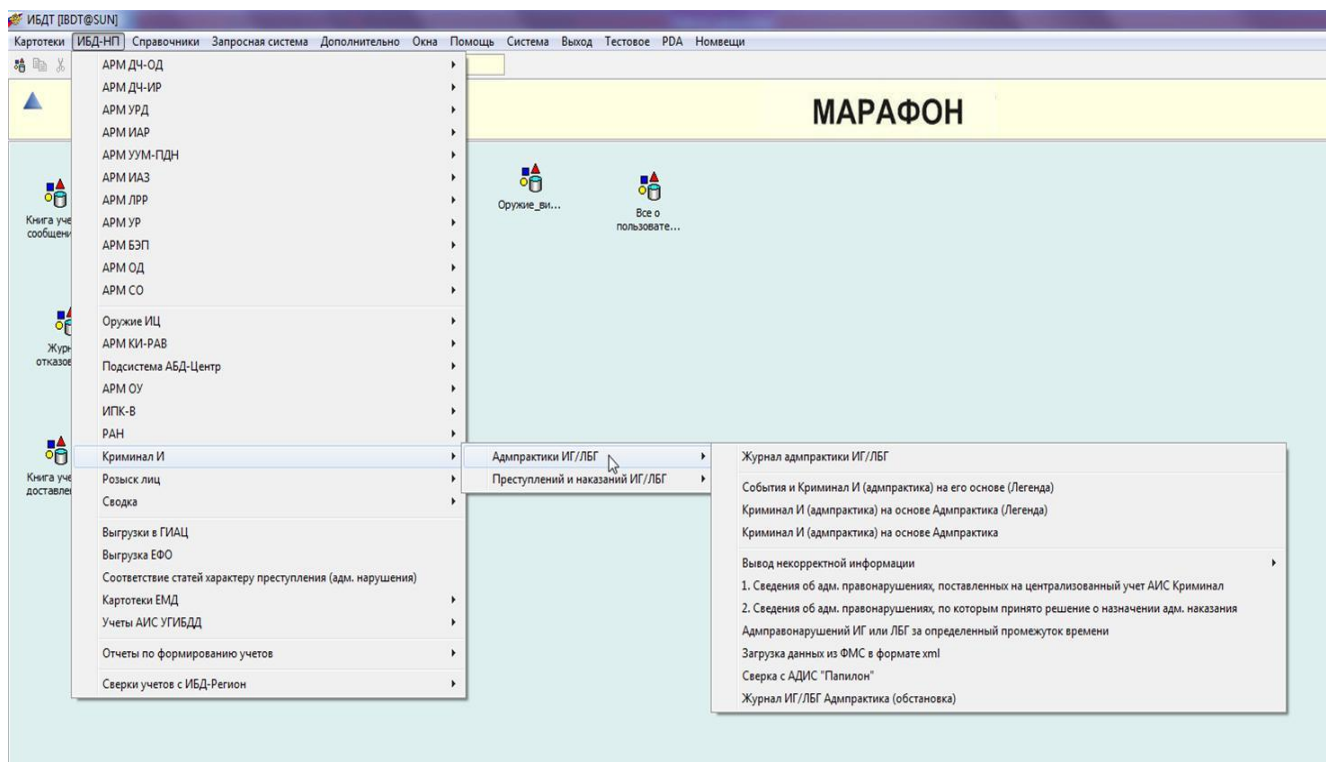 ИБДТ [IBDT@SUN]
Картотеки ИБД-НП Справочники Запросная система Дополнительно Окна Помощь Система Выход Тестовое PDA Номвещи
МАРАФОН
АРМ ДЧ-ОД
АРМ ДЧ-ИР
АРМ УРД
АРМ ИАР
АРМ УУМ-ПДН
АРМ ИАЗ
АРМ ЛРР
АРМ УР
АРМ БЭП
АРМ ОД
АРМ СО
Оружие ИЦ
АРМ КИ-РАВ
Подсистема АБД-Центр
АРМ ОУ
ИПК-В
РАН
Криминал И
Розыск лиц
Сводка
Выгрузки в ГИАЦ
Выгрузка ЕФО
Соответствие статей характеру преступления (адм. нарушения)
Картотеки ЕМД
Учеты АИС УГИБДД
Отчеты по формированию учетов
Сверки учетов с ИБД-Регион
Книга уче
сообщени
Журн
отказов
Книга уче
доставлен
Оружие_ви...
Все о
пользовате...
Адмпрактики ИГ/ЛБГ
Преступлений и наказаний ИГ/ЛБГ
Журнал адмпрактики ИГ/ЛБГ
События и Криминал И (адмпрактика) на его основе (Легенда)
Криминал И (адмпрактика) на основе Адмпрактика (Легенда)
Криминал И (адмпрактика) на основе Адмпрактика
Вывод некорректной информации
1. Сведения об адм. правонарушениях, поставленных на централизованный учет АИС Криминал
2. Сведения об адм. правонарушениях, по которым принято решение о назначении адм. наказания
Адмправонарушений ИГ или ЛБГ за определенный промежуток времени
Загрузка данных из ФМС в формате xml
Сверка с АДИС "Папилон"
Журнал ИГ/ЛБГ Адмпрактика (обстановка)